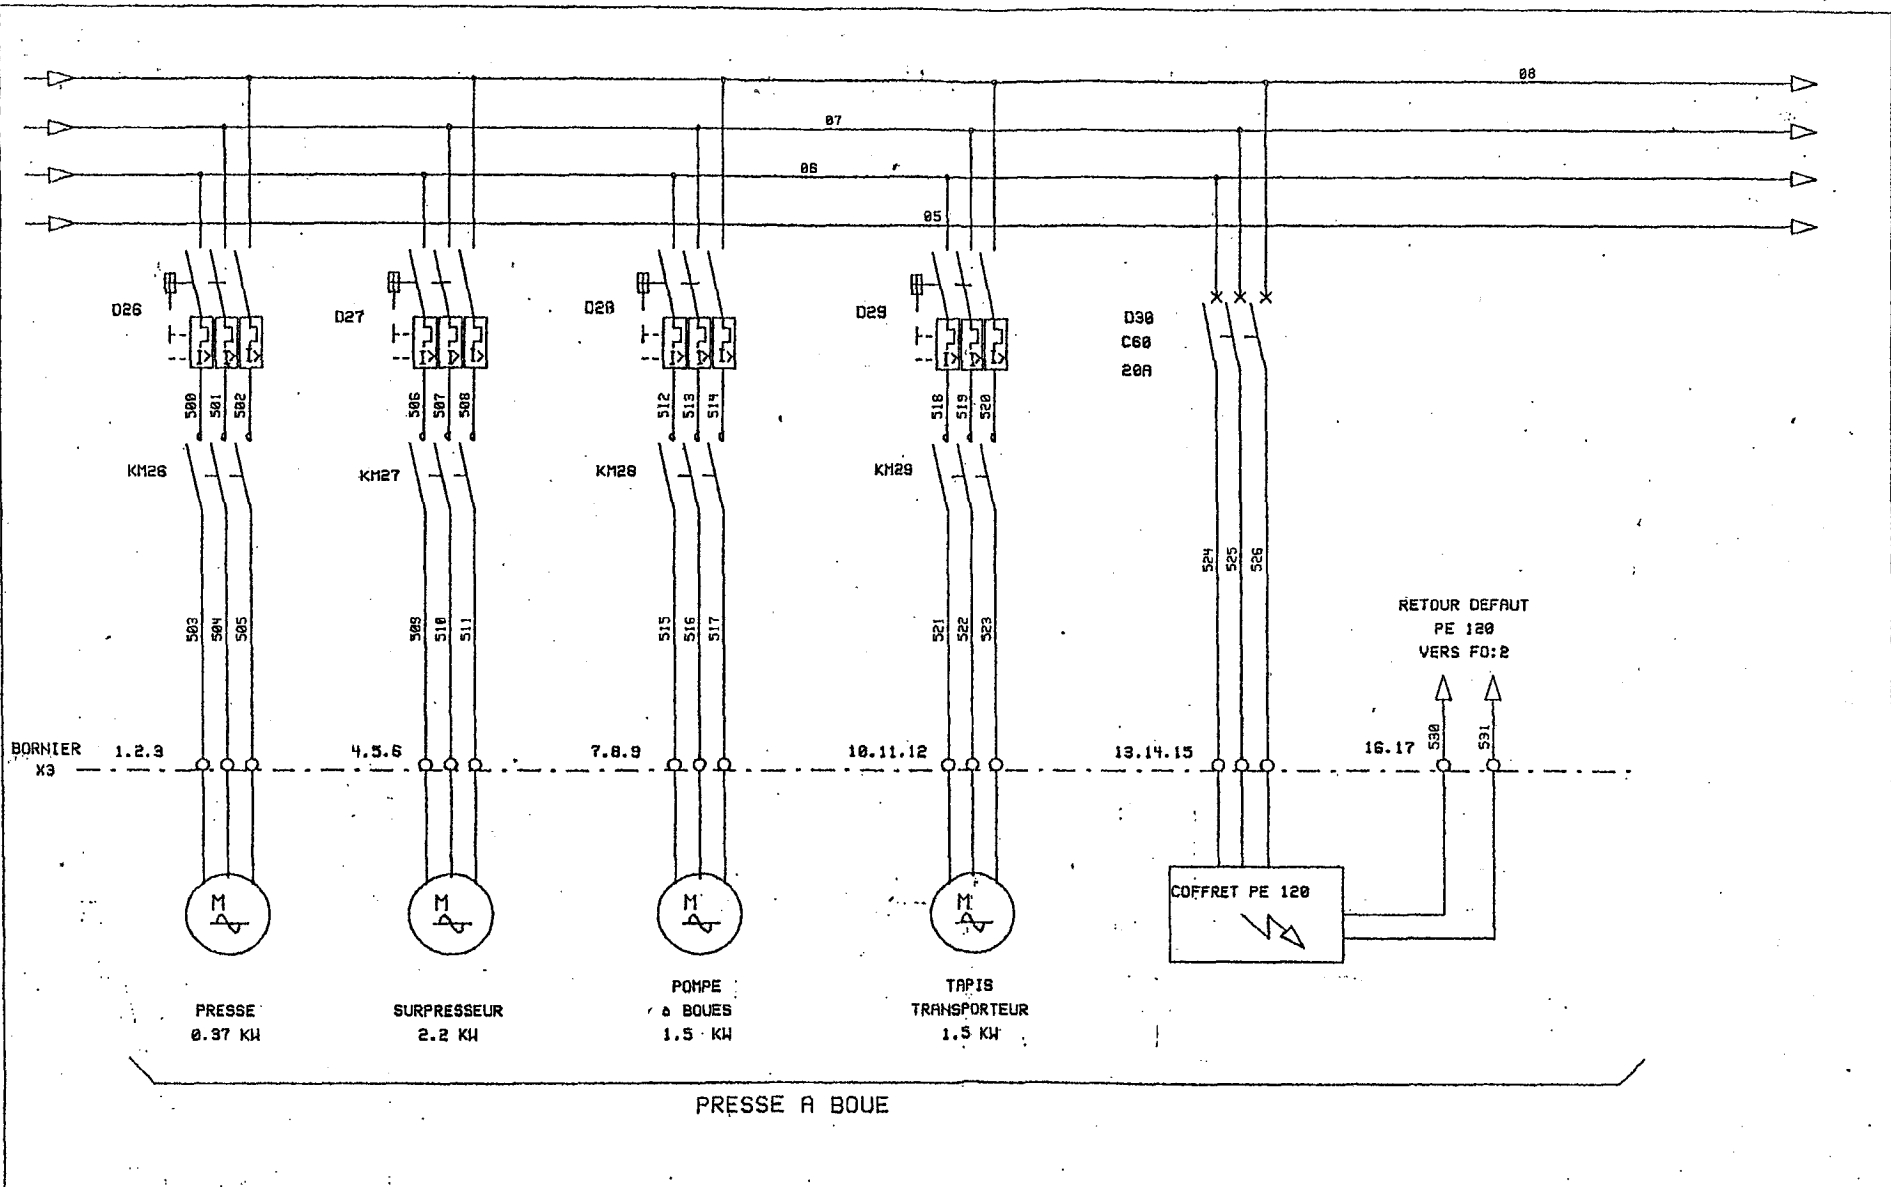 08
07
06
05
D26
D27
D28
D29
D30
C60
20A
I> I> I>
I> I> I>
I> I> I>
I> I> I>
500 501 502
506 507 508
512 513 514
518 519 520
KM26
KM27
KM28
KM29
524 525 526
503 504 505
509 510 511
515 516 517
521 522 523
RETOUR DEFAUT
PE 120
VERS FO:2
530 531
BORNIER
X3
1.2.3
4.5.6
7.8.9
10.11.12
13.14.15
16.17
M
M
M
M
COFFRET PE 120
PRESSE
0.37 KW
SURPRESSEUR
2.2 KW
POMPE
à BOUES
1.5 KW
TAPIS
TRANSPORTEUR
1.5 KW
PRESSE A BOUE